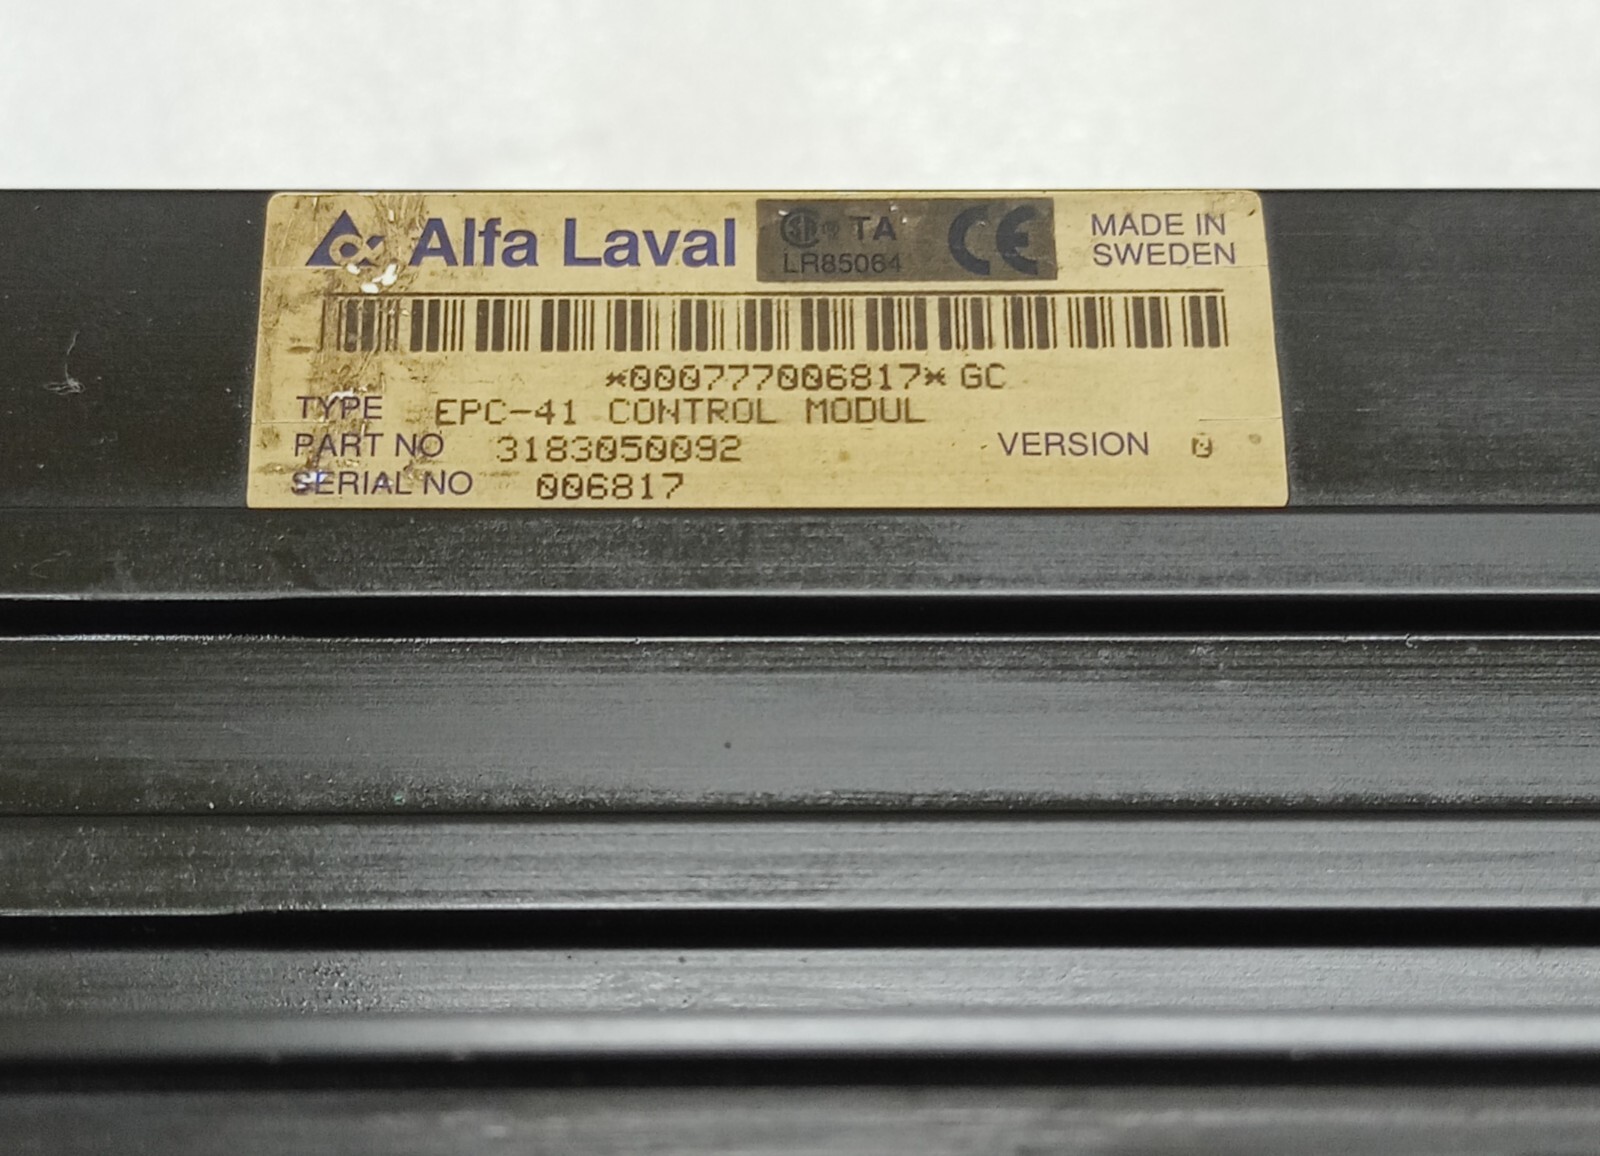 Alfa Laval
TA
LR85064
CE
MADE IN
SWEDEN
*000777006817* GC
TYPE EPC-41 CONTROL MODUL
PART NO 3183050092 VERSION 0
SERIAL NO 006817